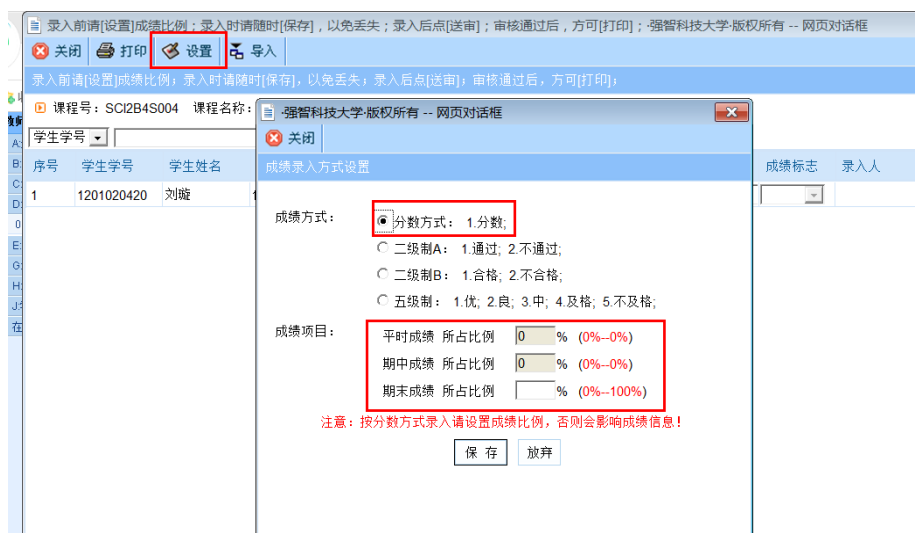 录入前请[设置]成绩比例；录入时请随时[保存]，以免丢失；录入后点[送审]；审核通过后，方可[打印]；·强智科技大学·版权所有 -- 网页对话框
关闭 打印 设置 导入
录入前请[设置]成绩比例；录入时请随时[保存]，以免丢失；录入后点[送审]；审核通过后，方可[打印]；
课程号：SCI2B4S004 课程名称：
学生学号
序号 学生学号 学生姓名 成绩标志 录入人
1 1201020420 刘璇
·强智科技大学·版权所有 -- 网页对话框
关闭
成绩录入方式设置
成绩方式： 分数方式： 1.分数;
二级制A： 1.通过; 2.不通过;
二级制B： 1.合格; 2.不合格;
五级制： 1.优; 2.良; 3.中; 4.及格; 5.不及格;
成绩项目： 平时成绩 所占比例 0 % (0%--0%)
期中成绩 所占比例 0 % (0%--0%)
期末成绩 所占比例 % (0%--100%)
注意：按分数方式录入请设置成绩比例，否则会影响成绩信息！
保 存 放弃
A:
B:
C:
D:
0
E:
G:
H:
在